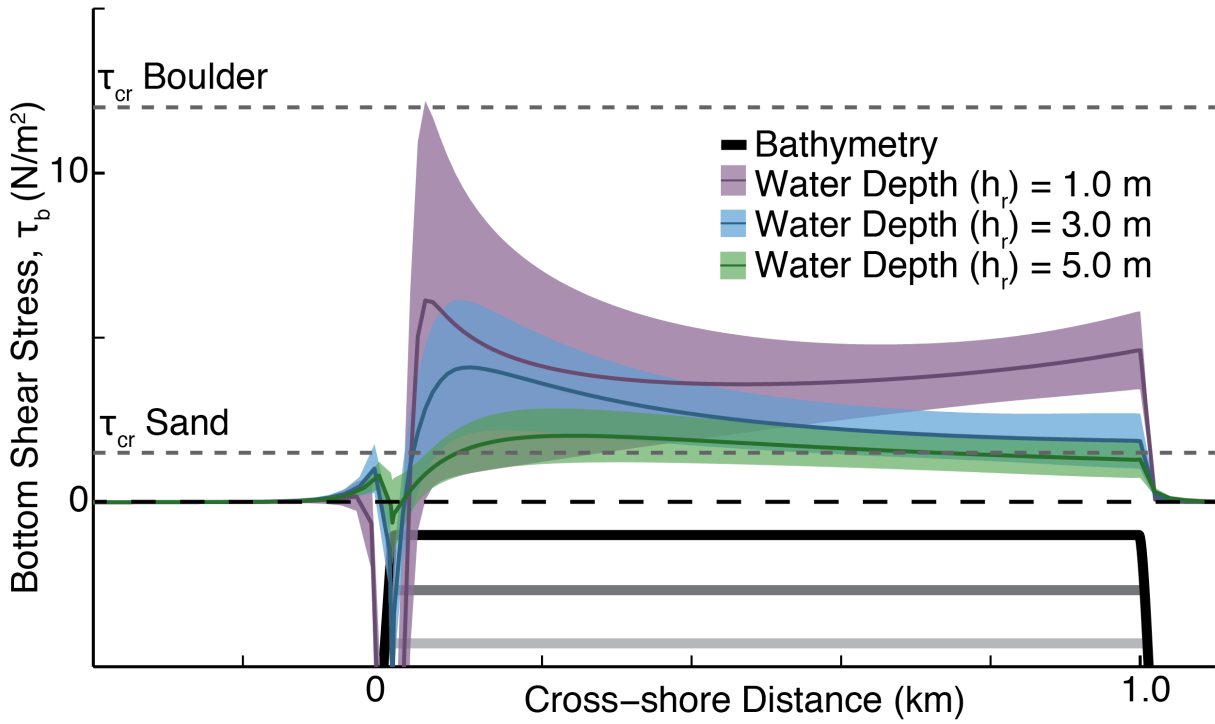 τcr Boulder
Bottom Shear Stress, τb (N/m²)
10
Bathymetry
Water Depth (hr) = 1.0 m
Water Depth (hr) = 3.0 m
Water Depth (hr) = 5.0 m
τcr Sand
0
0
Cross−shore Distance (km)
1.0